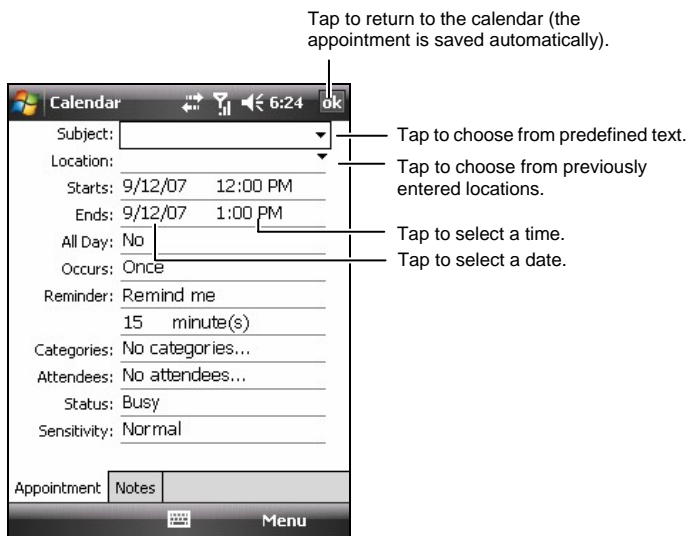 Tap to return to the calendar (the
appointment is saved automatically).
Calendar 6:24 ok
Subject:
Tap to choose from predefined text.
Location:
Tap to choose from previously
entered locations.
Starts: 9/12/07 12:00 PM
Ends: 9/12/07 1:00 PM
Tap to select a time.
All Day: No
Tap to select a date.
Occurs: Once
Reminder: Remind me
15 minute(s)
Categories: No categories...
Attendees: No attendees...
Status: Busy
Sensitivity: Normal
Appointment Notes
Menu